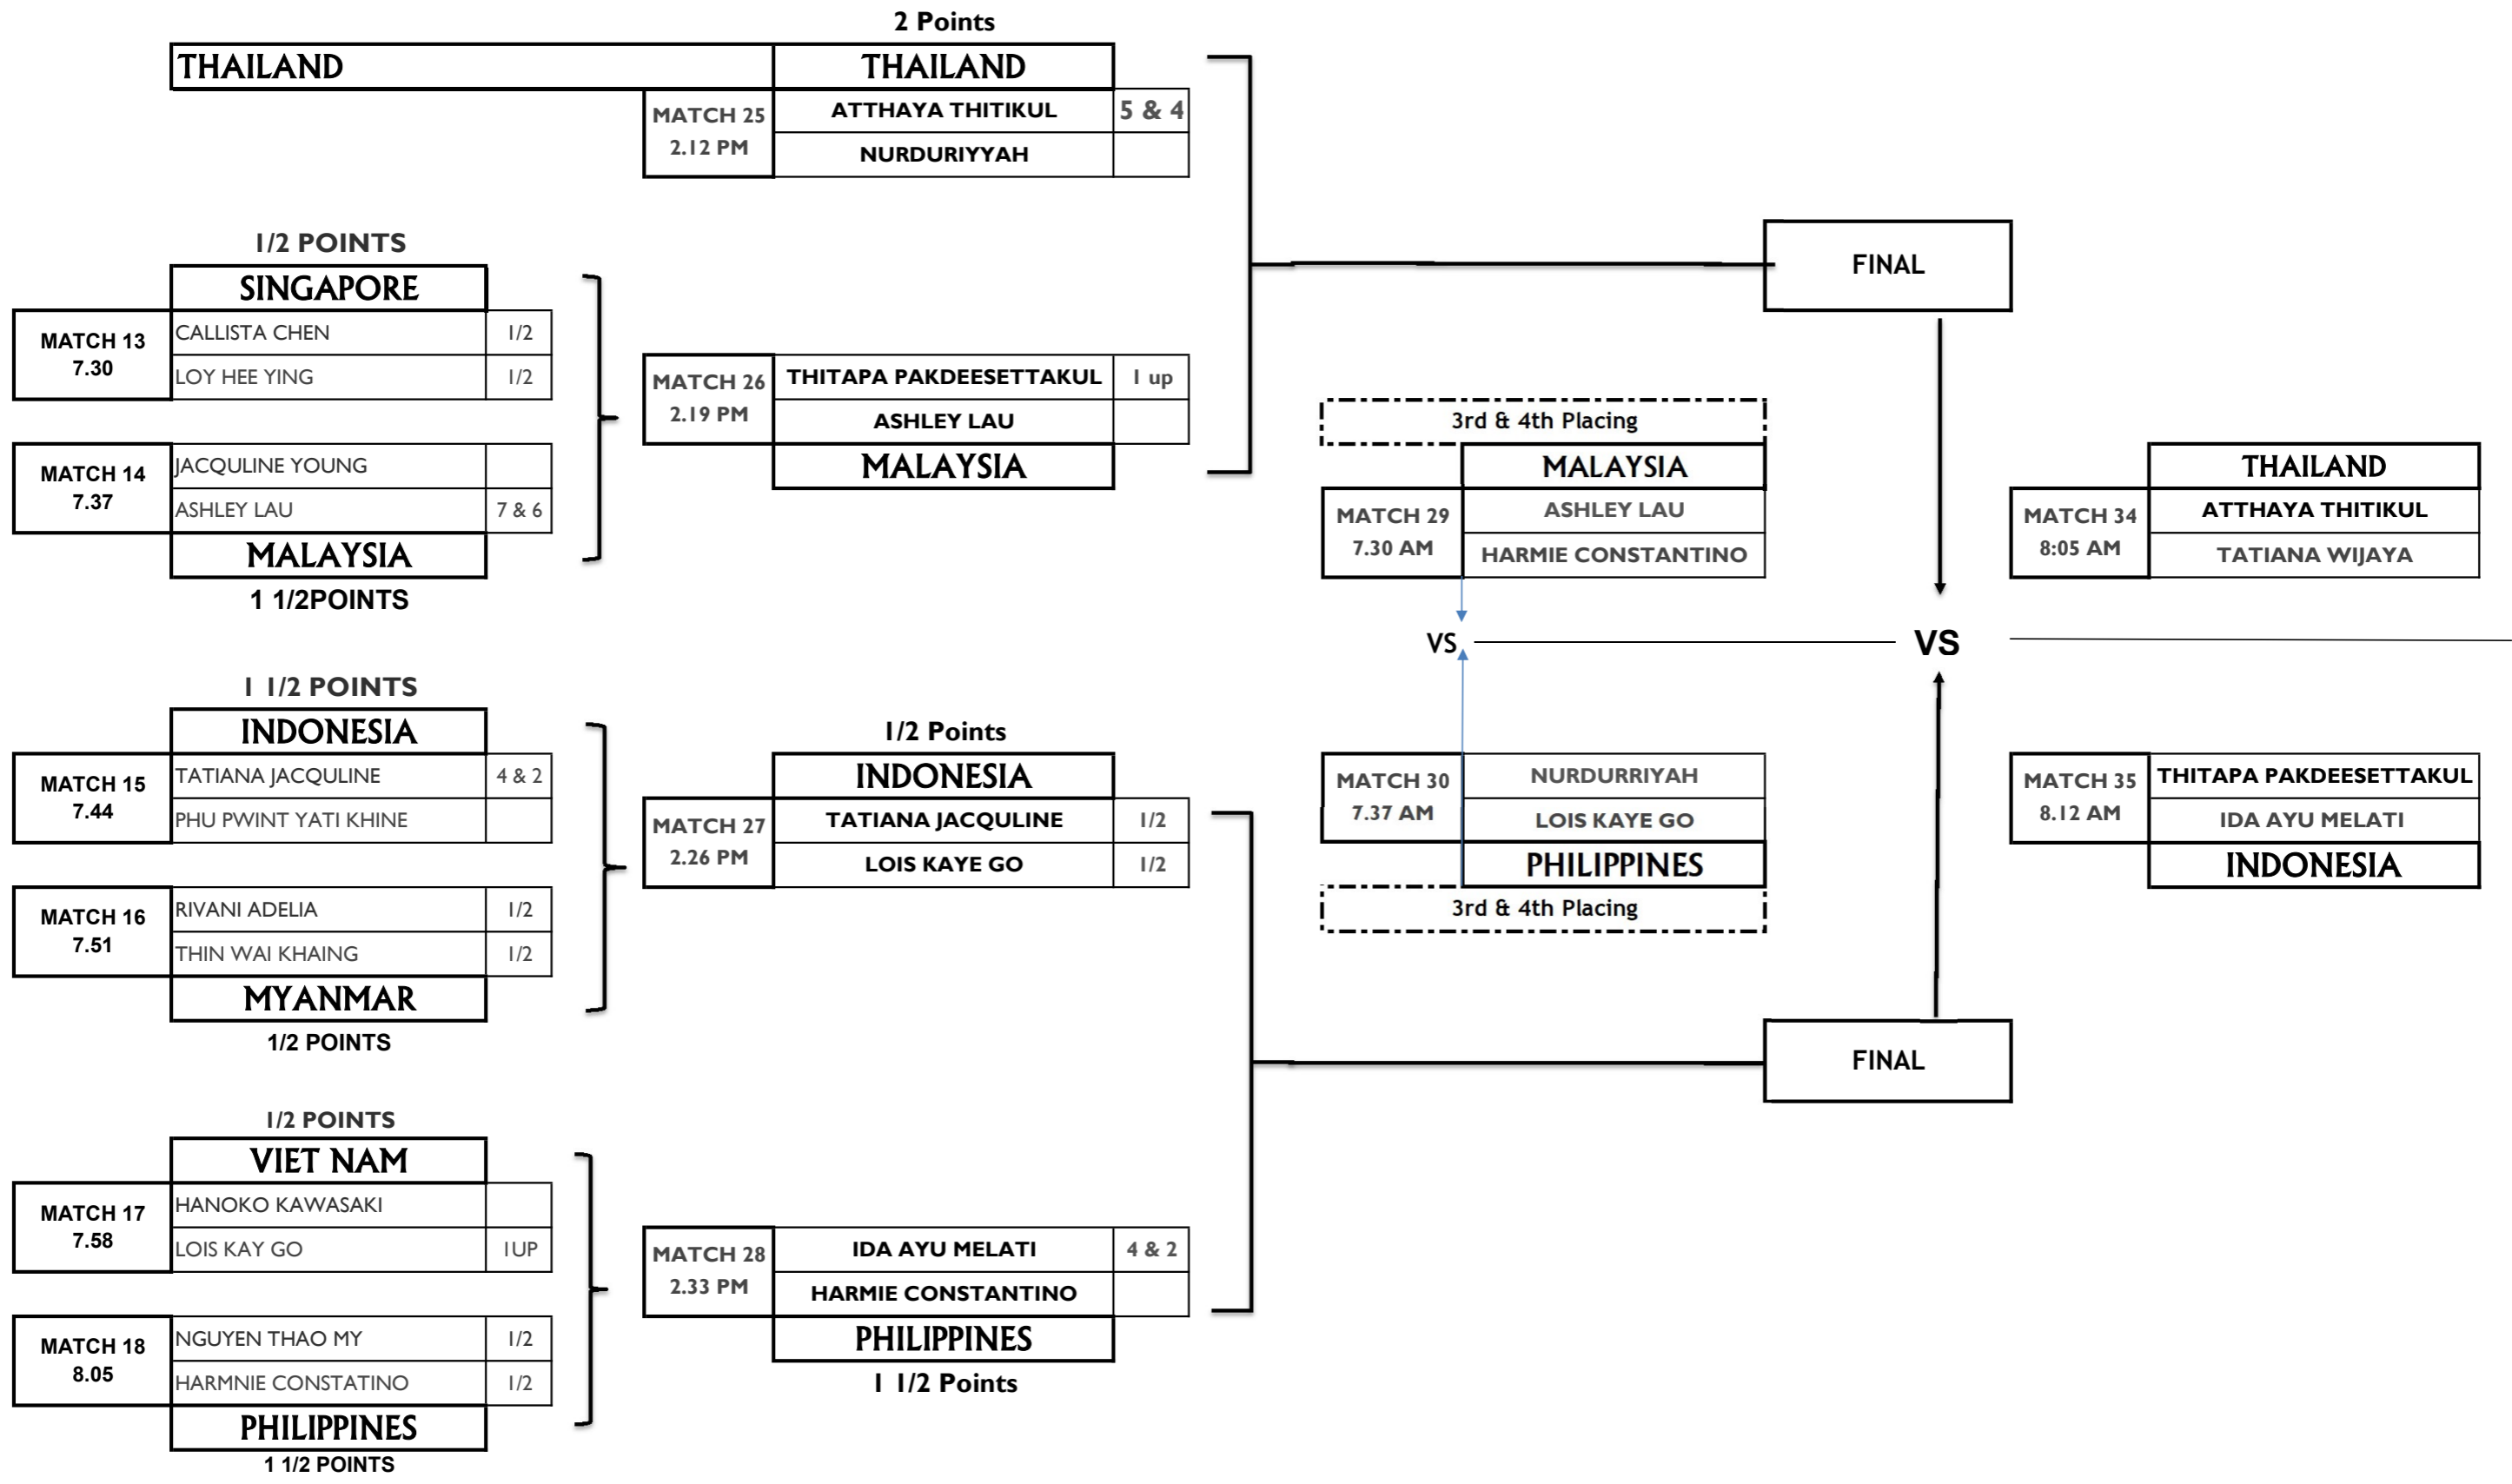 2 Points
THAILAND THAILAND
MATCH 25
2.12 PM
ATTHAYA THITIKUL 5 & 4
NURDURIYYAH
1/2 POINTS
SINGAPORE
MATCH 13
7.30
CALLISTA CHEN 1/2
LOY HEE YING 1/2
MATCH 14
7.37
JACQULINE YOUNG
ASHLEY LAU 7 & 6
MALAYSIA
1 1/2POINTS
MATCH 26
2.19 PM
THITAPA PAKDEESETTAKUL 1 up
ASHLEY LAU
MALAYSIA
1 1/2 POINTS
INDONESIA
MATCH 15
7.44
TATIANA JACQULINE 4 & 2
PHU PWINT YATI KHINE
MATCH 16
7.51
RIVANI ADELIA 1/2
THIN WAI KHAING 1/2
MYANMAR
1/2 POINTS
1/2 Points
INDONESIA
MATCH 27
2.26 PM
TATIANA JACQULINE 1/2
LOIS KAYE GO 1/2
1/2 POINTS
VIET NAM
MATCH 17
7.58
HANOKO KAWASAKI
LOIS KAY GO 1UP
MATCH 18
8.05
NGUYEN THAO MY 1/2
HARMNIE CONSTATINO 1/2
PHILIPPINES
1 1/2 POINTS
MATCH 28
2.33 PM
IDA AYU MELATI 4 & 2
HARMIE CONSTANTINO
PHILIPPINES
1 1/2 Points
FINAL
3rd & 4th Placing
MALAYSIA
MATCH 29
7.30 AM
ASHLEY LAU
HARMIE CONSTANTINO
VS
MATCH 30
7.37 AM
NURDURRIYAH
LOIS KAYE GO
PHILIPPINES
3rd & 4th Placing
VS
FINAL
THAILAND
MATCH 34
8:05 AM
ATTHAYA THITIKUL
TATIANA WIJAYA
MATCH 35
8.12 AM
THITAPA PAKDEESETTAKUL
IDA AYU MELATI
INDONESIA